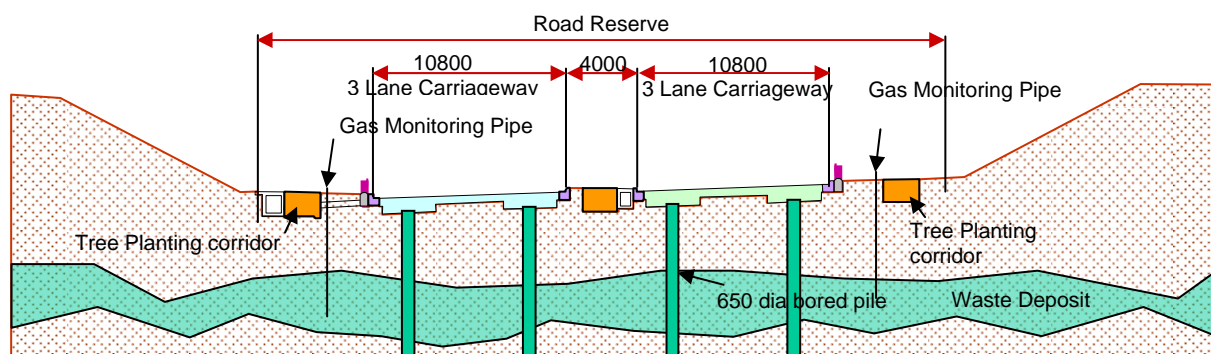 Road Reserve
10800
4000
10800
3 Lane Carriageway
3 Lane Carriageway
Gas Monitoring Pipe
Gas Monitoring Pipe
Tree Planting corridor
Tree Planting
corridor
650 dia bored pile
Waste Deposit